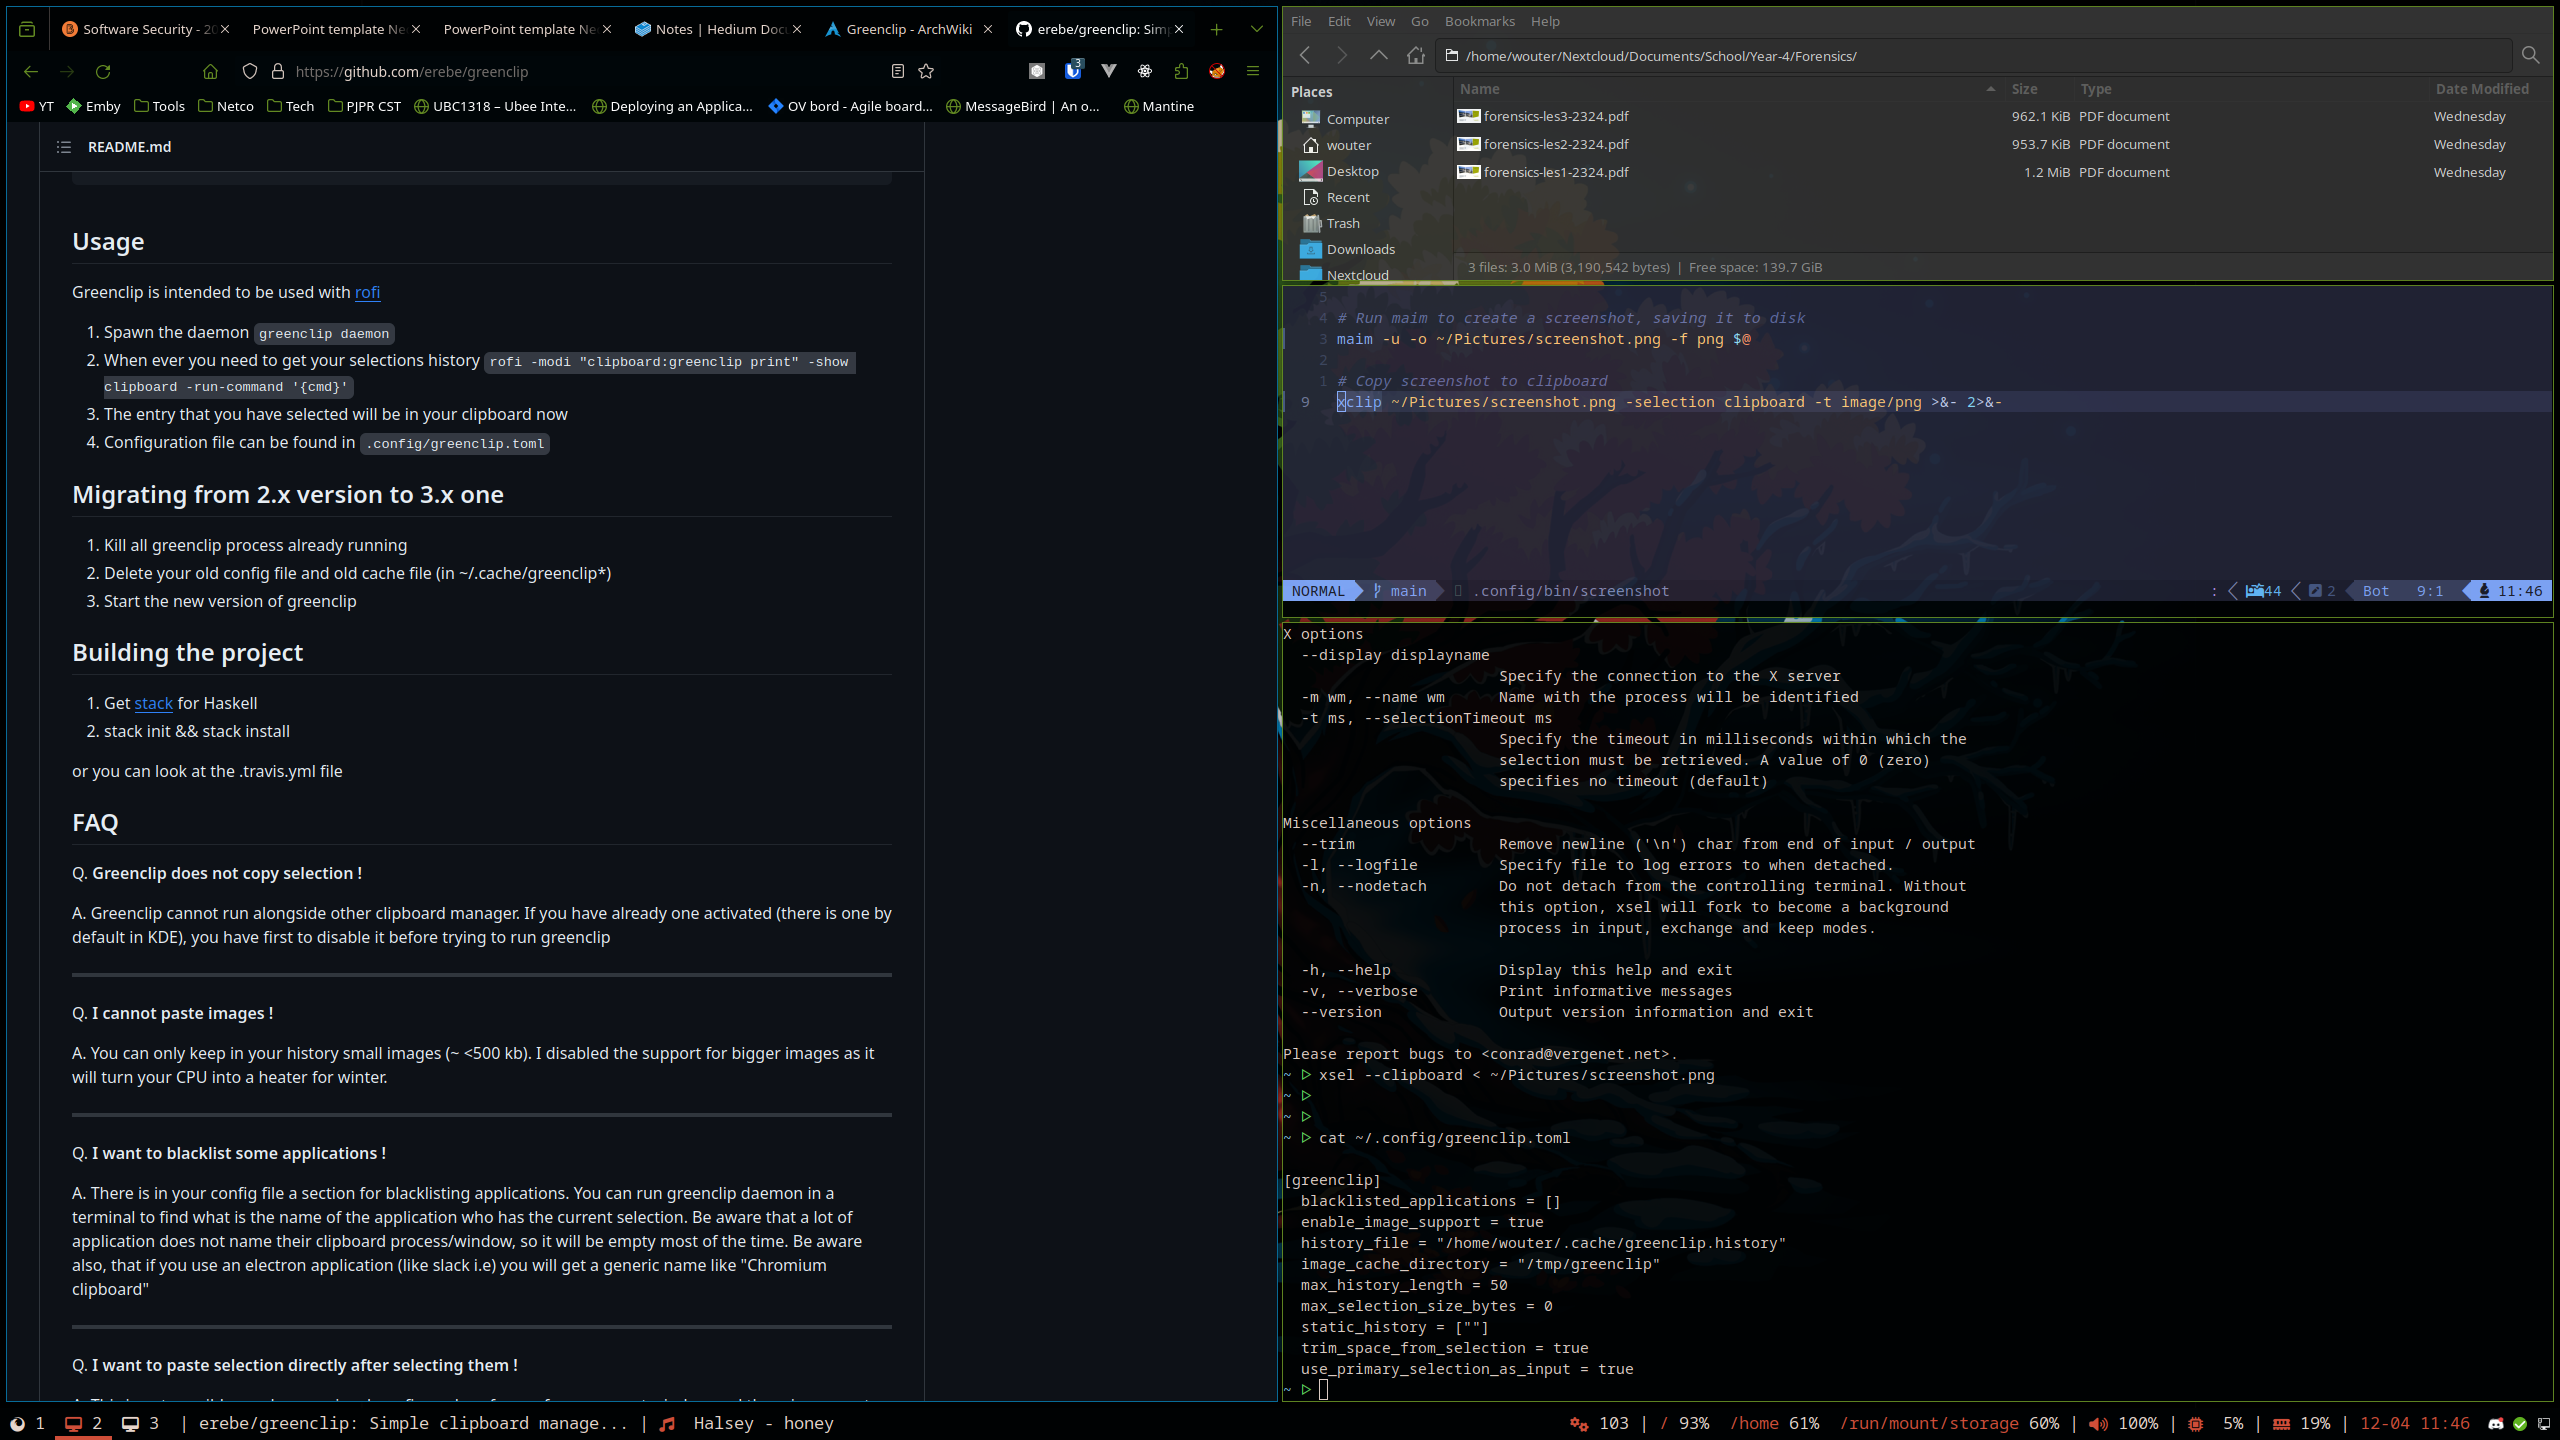 Software Security - 20
PowerPoint template Ne
PowerPoint template Ne
Notes | Hedium Doc
Greenclip - ArchWiki
erebe/greenclip: Sim
https://github.com/erebe/greenclip
3
YT
Emby
Tools
Netco
Tech
PJPR CST
UBC1318 – Ubee Inte...
Deploying an Applica...
OV bord - Agile board...
MessageBird | An o...
Mantine
README.md
Usage
Greenclip is intended to be used with rofi
1. Spawn the daemon greenclip daemon
2. When ever you need to get your selections history rofi -modi "clipboard:greenclip print" -show
clipboard -run-command '{cmd}'
3. The entry that you have selected will be in your clipboard now
4. Configuration file can be found in .config/greenclip.toml
Migrating from 2.x version to 3.x one
1. Kill all greenclip process already running
2. Delete your old config file and old cache file (in ~/.cache/greenclip*)
3. Start the new version of greenclip
Building the project
1. Get stack for Haskell
2. stack init && stack install
or you can look at the .travis.yml file
FAQ
Q. Greenclip does not copy selection !
A. Greenclip cannot run alongside other clipboard manager. If you have already one activated (there is one by
default in KDE), you have first to disable it before trying to run greenclip
Q. I cannot paste images !
A. You can only keep in your history small images (~ <500 kb). I disabled the support for bigger images as it
will turn your CPU into a heater for winter.
Q. I want to blacklist some applications !
A. There is in your config file a section for blacklisting applications. You can run greenclip daemon in a
terminal to find what is the name of the application who has the current selection. Be aware that a lot of
application does not name their clipboard process/window, so it will be empty most of the time. Be aware
also, that if you use an electron application (like slack i.e) you will get a generic name like "Chromium
clipboard"
Q. I want to paste selection directly after selecting them !
File Edit View Go Bookmarks Help
/home/wouter/Nextcloud/Documents/School/Year-4/Forensics/
Places
Computer
wouter
Desktop
Recent
Trash
Downloads
Nextcloud
Name Size Type Date Modified
forensics-les3-2324.pdf 962.1 KiB PDF document Wednesday
forensics-les2-2324.pdf 953.7 KiB PDF document Wednesday
forensics-les1-2324.pdf 1.2 MiB PDF document Wednesday
3 files: 3.0 MiB (3,190,542 bytes) | Free space: 139.7 GiB
5
4 # Run maim to create a screenshot, saving it to disk
3 maim -u -o ~/Pictures/screenshot.png -f png $@
2
1 # Copy screenshot to clipboard
9 xclip ~/Pictures/screenshot.png -selection clipboard -t image/png >&- 2>&-
NORMAL main .config/bin/screenshot : 44 2 Bot 9:1 11:46
X options
--display displayname
Specify the connection to the X server
-m wm, --name wm Name with the process will be identified
-t ms, --selectionTimeout ms
Specify the timeout in milliseconds within which the
selection must be retrieved. A value of 0 (zero)
specifies no timeout (default)
Miscellaneous options
--trim Remove newline ('\n') char from end of input / output
-l, --logfile Specify file to log errors to when detached.
-n, --nodetach Do not detach from the controlling terminal. Without
this option, xsel will fork to become a background
process in input, exchange and keep modes.
-h, --help Display this help and exit
-v, --verbose Print informative messages
--version Output version information and exit
Please report bugs to <conrad@vergenet.net>.
~ ▷ xsel --clipboard < ~/Pictures/screenshot.png
~ ▷
~ ▷
~ ▷ cat ~/.config/greenclip.toml
[greenclip]
blacklisted_applications = []
enable_image_support = true
history_file = "/home/wouter/.cache/greenclip.history"
image_cache_directory = "/tmp/greenclip"
max_history_length = 50
max_selection_size_bytes = 0
static_history = [""]
trim_space_from_selection = true
use_primary_selection_as_input = true
~ ▷
1 2 3 | erebe/greenclip: Simple clipboard manage... | Halsey - honey
103 | / 93% /home 61% /run/mount/storage 60% | 100% | 5% | 19% | 12-04 11:46